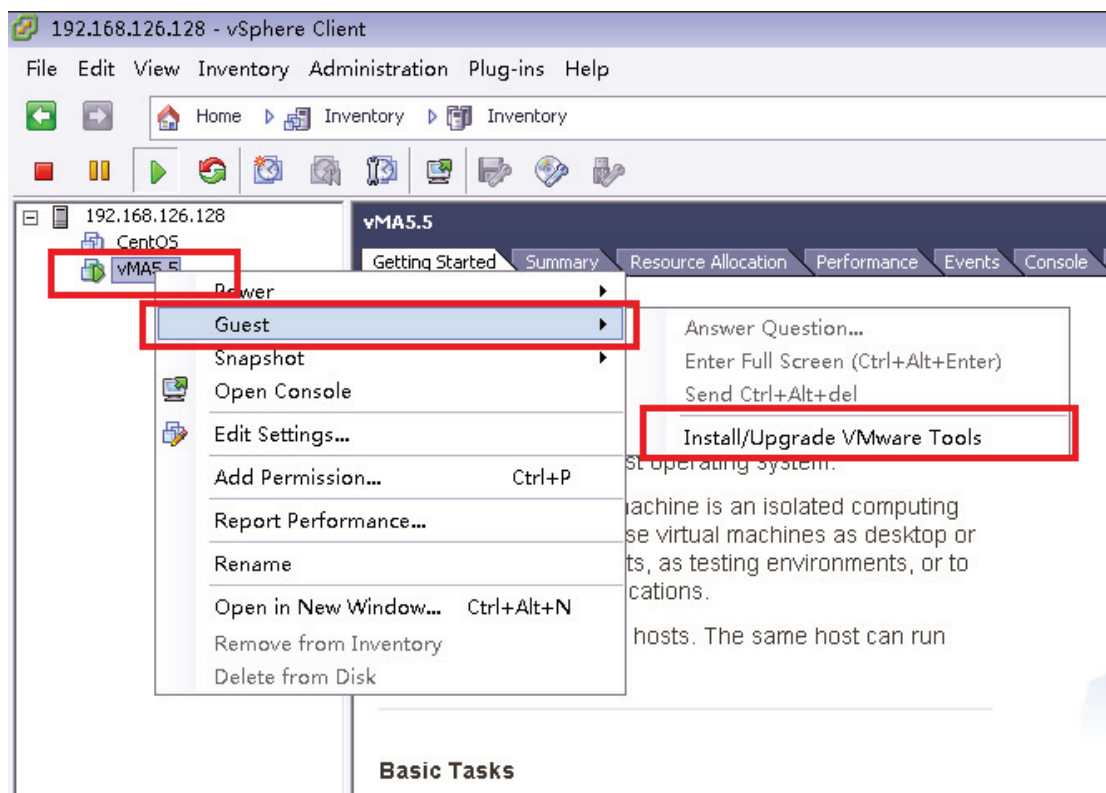 192.168.126.128 - vSphere Clie
File Edit View Inventory Administration Plug-ins Help
Home Inventory Inventory
192.168.126.128
CentOS
vMA5.5
vMA5.5
Getting Started Summary Resource Allocation Performance Events Console
Power
Guest
Snapshot
Open Console
Edit Settings...
Add Permission... Ctrl+P
Report Performance...
Rename
Open in New Window... Ctrl+Alt+N
Remove from Inventory
Delete from Disk
Answer Question...
Enter Full Screen (Ctrl+Alt+Enter)
Send Ctrl+Alt+del
Install/Upgrade VMware Tools
st operating system.
achine is an isolated computing
se virtual machines as desktop or
ts, as testing environments, or to
cations.
hosts. The same host can run
Basic Tasks